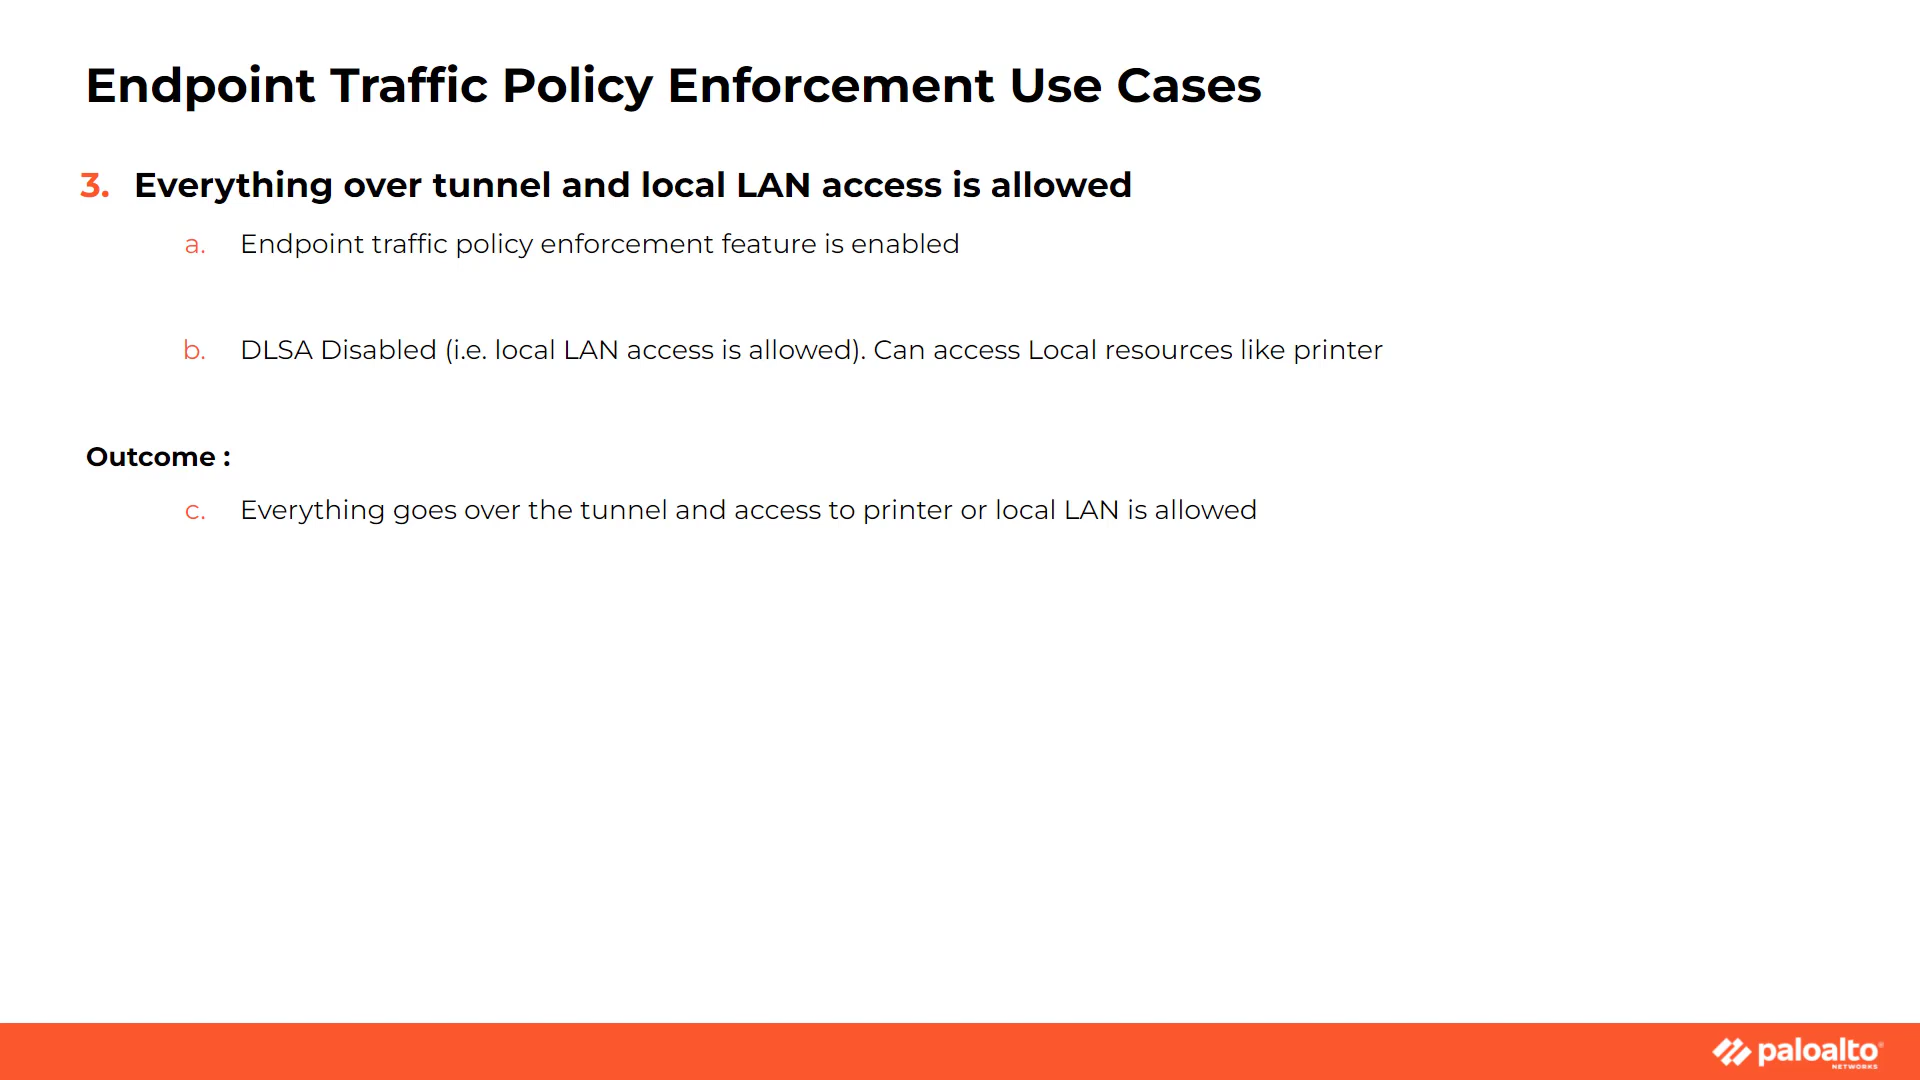 Endpoint Traffic Policy Enforcement Use Cases
3. Everything over tunnel and local LAN access is allowed
a. Endpoint traffic policy enforcement feature is enabled
b. DLSA Disabled (i.e. local LAN access is allowed). Can access Local resources like printer
Outcome :
c. Everything goes over the tunnel and access to printer or local LAN is allowed
paloalto®
NETWORKS